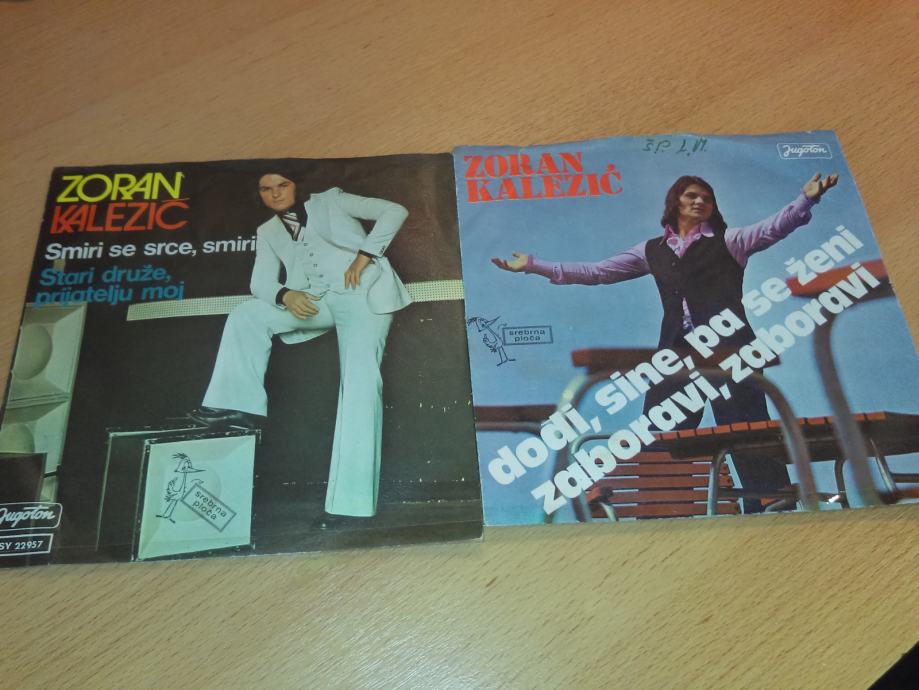 ZORAN
KALEZIĆ
Smiri se srce, smiri
Stari druže,
prijatelju moj
srebrna
ploča
Jugoton
SY 22957
ZORAN
KALEZIĆ
Jugoton
srebrna
ploča
dođi, sine, pa se ženi
zaboravi, zaboravi